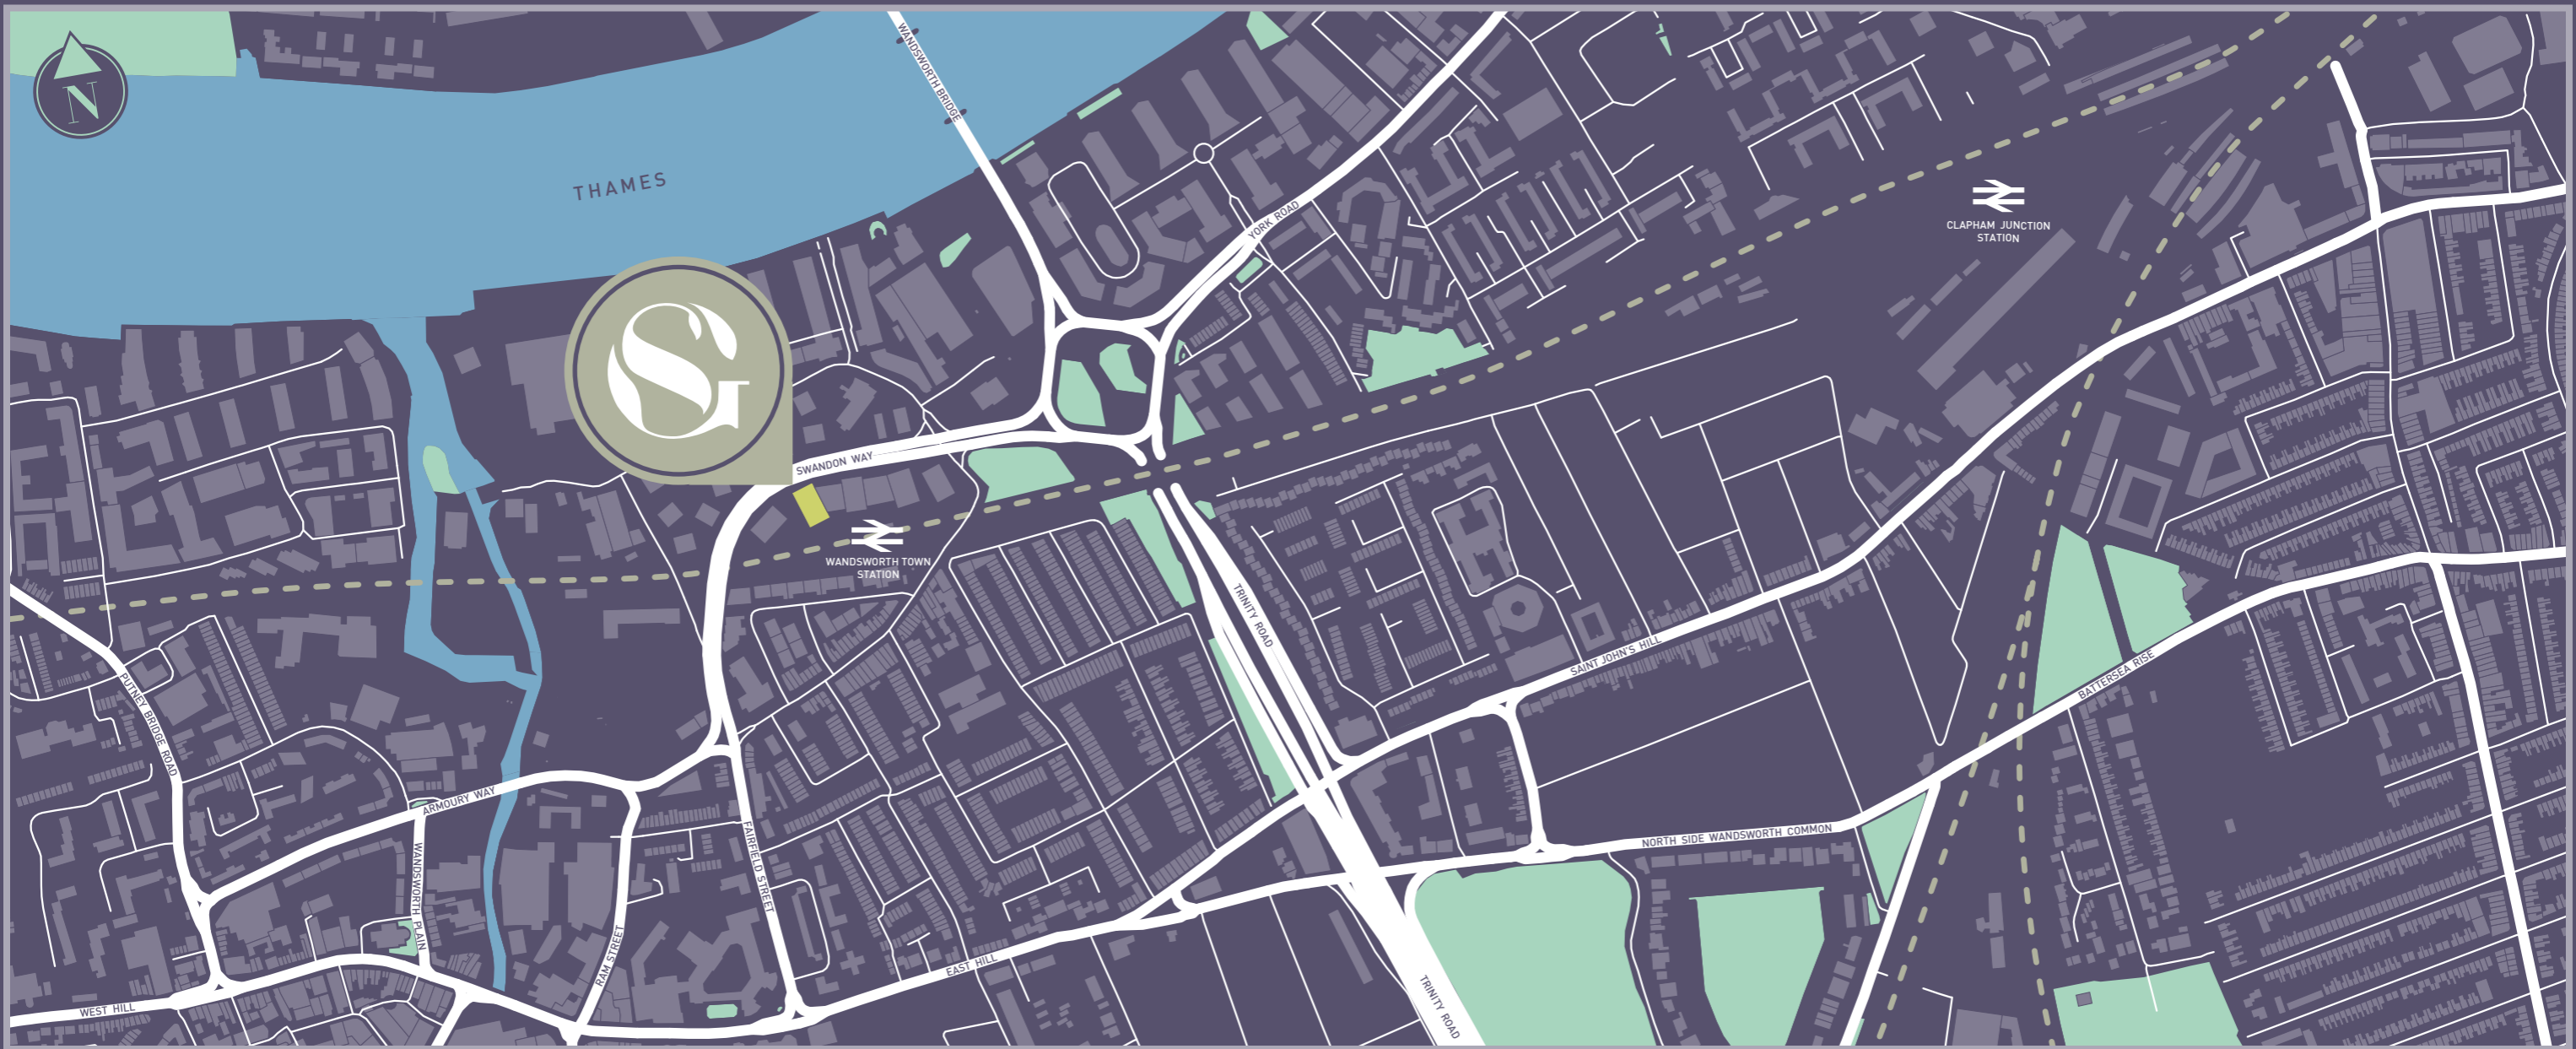 N
WANDSWORTH BRIDGE
THAMES
YORK ROAD
CLAPHAM JUNCTION
STATION
SG
SWANDON WAY
WANDSWORTH TOWN
STATION
TRINITY ROAD
SAINT JOHN'S HILL
BATTERSEA RISE
PUTNEY BRIDGE ROAD
ARMOURY WAY
WANDSWORTH PLAIN
FAIRFIELD STREET
NORTH SIDE WANDSWORTH COMMON
RAM STREET
EAST HILL
TRINITY ROAD
WEST HILL